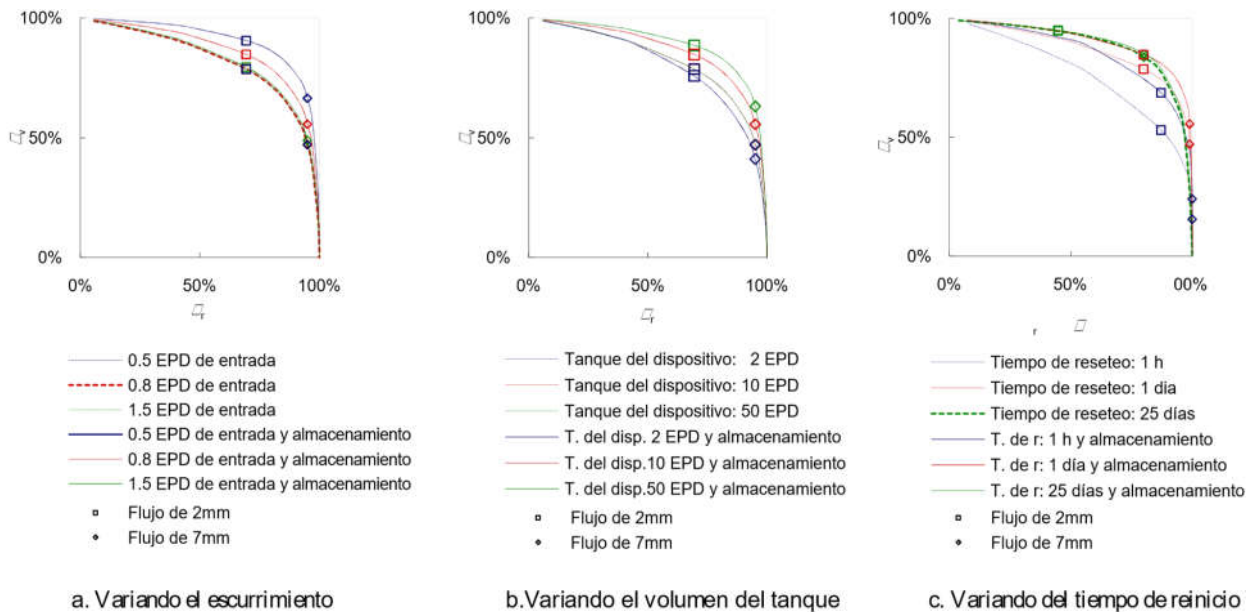 100%
50%
0%
0% 50% 100%
□v
□r
0.5 EPD de entrada
0.8 EPD de entrada
1.5 EPD de entrada
0.5 EPD de entrada y almacenamiento
0.8 EPD de entrada y almacenamiento
1.5 EPD de entrada y almacenamiento
Flujo de 2mm
Flujo de 7mm
a. Variando el escurrimiento
100%
50%
0%
0% 50% 100%
□v
□r
Tanque del dispositivo: 2 EPD
Tanque del dispositivo: 10 EPD
Tanque del dispositivo: 50 EPD
T. del disp. 2 EPD y almacenamiento
T. del disp.10 EPD y almacenamiento
T. del disp.50 EPD y almacenamiento
Flujo de 2mm
Flujo de 7mm
b.Variando el volumen del tanque
100%
50%
0%
0% 50% 00%
□v
r □
Tiempo de reseteo: 1 h
Tiempo de reseteo: 1 dia
Tiempo de reseteo: 25 días
T. de r: 1 h y almacenamiento
T. de r: 1 día y almacenamiento
T. de r: 25 días y almacenamiento
Flujo de 2mm
Flujo de 7mm
c. Variando del tiempo de reinicio